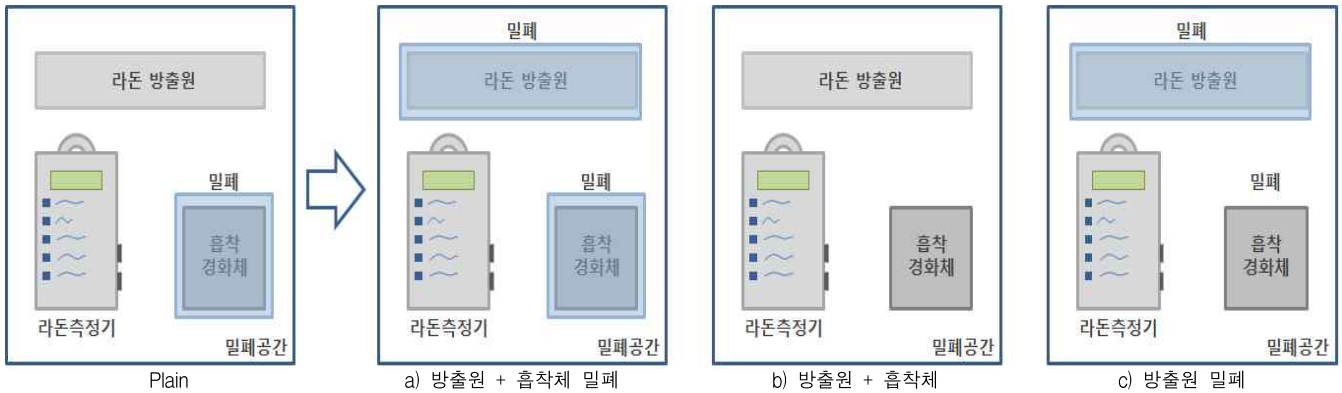 라돈 방출원
밀폐
흡착
경화체
라돈측정기
밀폐공간
Plain
밀폐
라돈 방출원
밀폐
흡착
경화체
라돈측정기
밀폐공간
a) 방출원 + 흡착체 밀폐
라돈 방출원
흡착
경화체
라돈측정기
밀폐공간
b) 방출원 + 흡착체
밀폐
라돈 방출원
밀폐
흡착
경화체
라돈측정기
밀폐공간
c) 방출원 밀폐